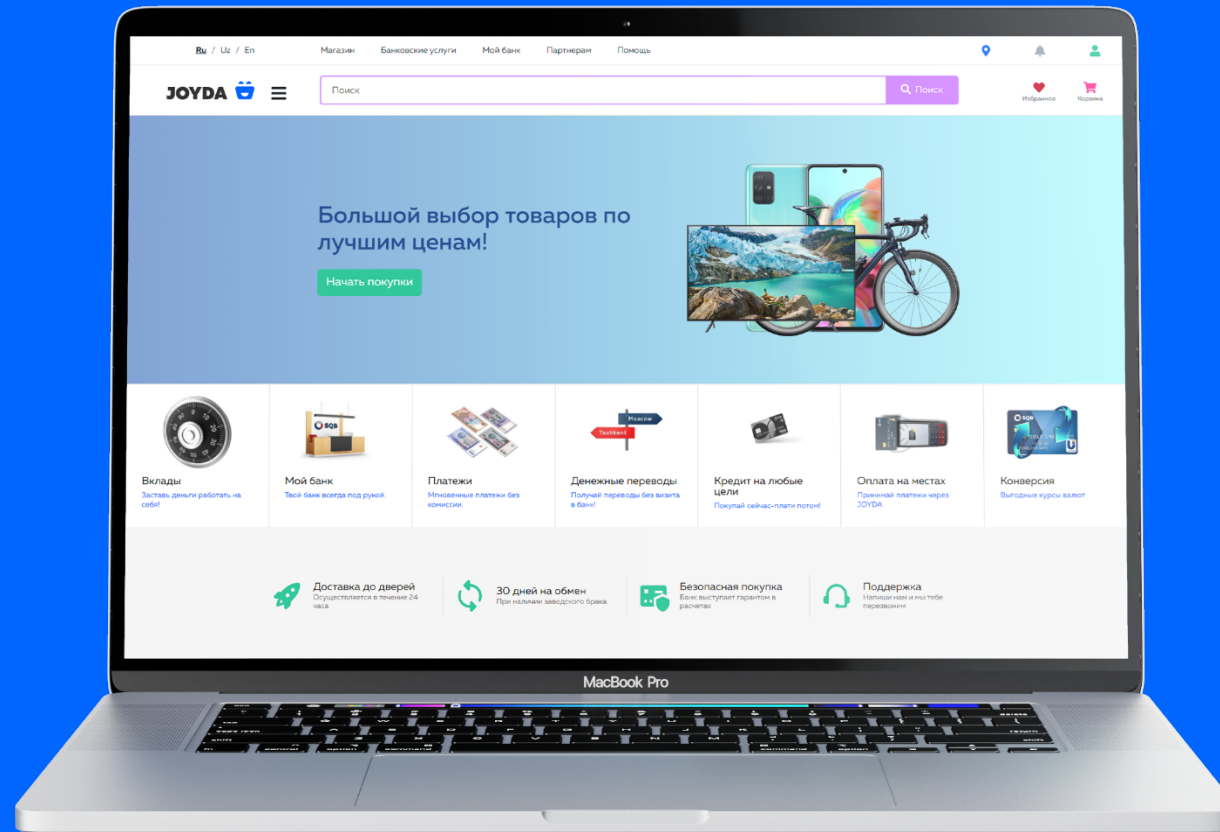 Ru / Uz / En
Магазин
Банковские услуги
Мой банк
Партнерам
Помощь
JOYDA
Поиск
Поиск
Избранное
Корзина
Большой выбор товаров по
лучшим ценам!
Начать покупки
SQB
Moscow
Tashkent
SQB
Вклады
Заставь деньги работать на
себя!
Мой банк
Твой банк всегда под рукой.
Платежи
Мгновенные платежи без
комиссии.
Денежные переводы
Получай переводы без визита
в банк!
Кредит на любые
цели
Покупай сейчас-плати потом!
Оплата на местах
Принимай платежи через
JOYDA
Конверсия
Выгодные курсы валют
Доставка до дверей
Осуществляется в течение 24
часа
30 дней на обмен
При наличии заводского брака
Безопасная покупка
Банк выступает гарантом в
расчетах
Поддержка
Напиши нам и мы тебе
перезвоним
MacBook Pro